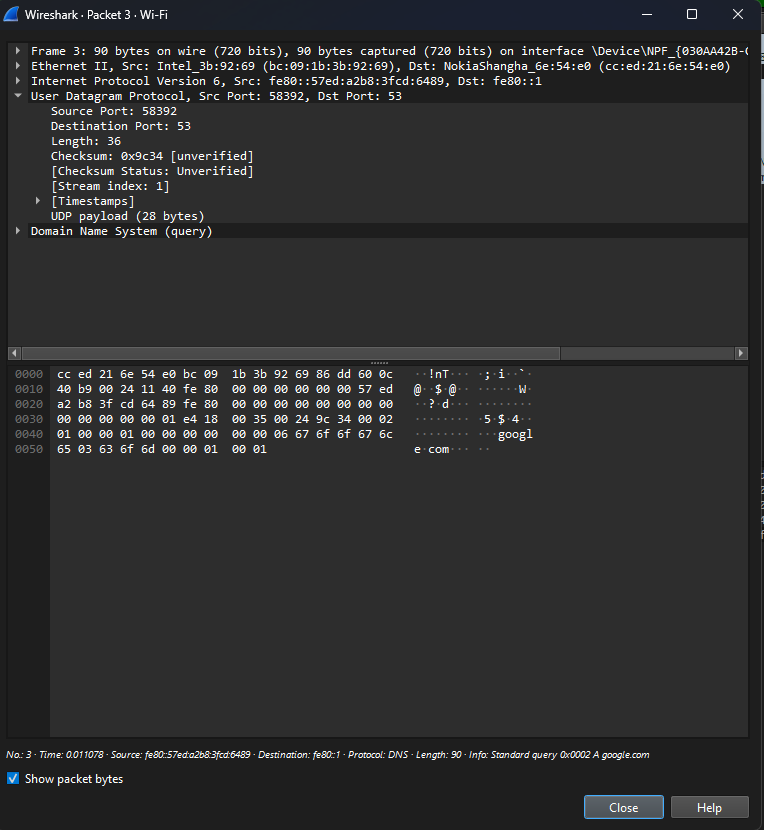 Wireshark · Packet 3 · Wi-Fi
Frame 3: 90 bytes on wire (720 bits), 90 bytes captured (720 bits) on interface \Device\NPF_{030AA42B-
Ethernet II, Src: Intel_3b:92:69 (bc:09:1b:3b:92:69), Dst: NokiaShangha_6e:54:e0 (cc:ed:21:6e:54:e0)
Internet Protocol Version 6, Src: fe80::57ed:a2b8:3fcd:6489, Dst: fe80::1
User Datagram Protocol, Src Port: 58392, Dst Port: 53
Source Port: 58392
Destination Port: 53
Length: 36
Checksum: 0x9c34 [unverified]
[Checksum Status: Unverified]
[Stream index: 1]
[Timestamps]
UDP payload (28 bytes)
Domain Name System (query)
0000 cc ed 21 6e 54 e0 bc 09 1b 3b 92 69 86 dd 60 0c ··!nT··· ·;·i··`·
0010 40 b9 00 24 11 40 fe 80 00 00 00 00 00 00 57 ed @··$·@·· ······W·
0020 a2 b8 3f cd 64 89 fe 80 00 00 00 00 00 00 00 00 ··?·d··· ········
0030 00 00 00 00 00 01 e4 18 00 35 00 24 9c 34 00 02 ········ ·5·$·4··
0040 01 00 00 01 00 00 00 00 00 00 06 67 6f 6f 67 6c ········ ···googl
0050 65 03 63 6f 6d 00 00 01 00 01 e·com··· ··
No.: 3 · Time: 0.011078 · Source: fe80::57ed:a2b8:3fcd:6489 · Destination: fe80::1 · Protocol: DNS · Length: 90 · Info: Standard query 0x0002 A google.com
Show packet bytes
Close Help